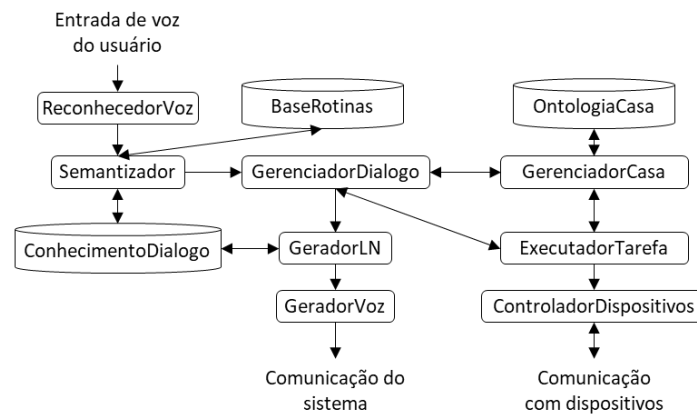 Entrada de voz
do usuário
ReconhecedorVoz
BaseRotinas
OntologiaCasa
Semantizador
GerenciadorDialogo
GerenciadorCasa
ConhecimentoDialogo
GeradorLN
ExecutadorTarefa
GeradorVoz
ControladorDispositivos
Comunicação do
sistema
Comunicação
com dispositivos